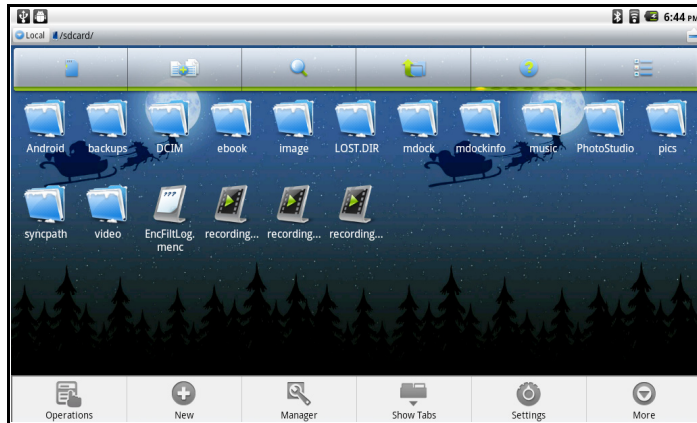 6:44 PM
Local /sdcard/
Android backups DCIM ebook image LOST.DIR mdock mdockinfo music PhotoStudio pics
syncpath video EncFiltLog. recording... recording... recording...
menc
Operations New Manager Show Tabs Settings More